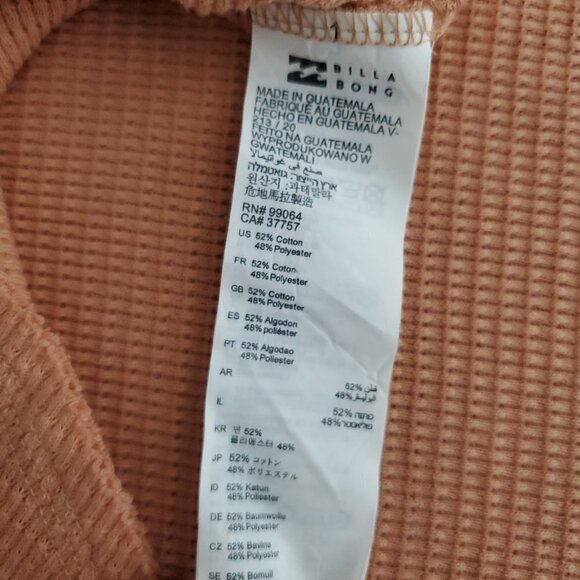 BILLA
BONG
MADE IN GUATEMALA
FABRIQUÉ AU GUATEMALA
HECHO EN GUATEMALA V-
213 / 20
FEITO NA GUATEMALA
WYPRODUKOWANO W
GWATEMALI
صنع في غواتيمالا
ארץ הייצור: גואטמלה
원산지: 과테말라
危地馬拉製造
RN# 99064
CA# 37757
US 52% Cotton
48% Polyester
FR 52% Coton
48% Polyester
GB 52% Cotton
48% Polyester
ES 52% Algodon
48% poliéster
PT 52% Algodao
48% Poliester
AR 52% قطن
48% البوليستر
IL 52% כותנה
48% פוליאסטר
KR 면 52%
폴리에스터 48%
JP 52% コットン
48% ポリエステル
ID 52% Katun
48% Poliester
DE 52% Baumwolle
48% Polyester
CZ 52% Bavlna
48% Polyester
SE 52% Bomull